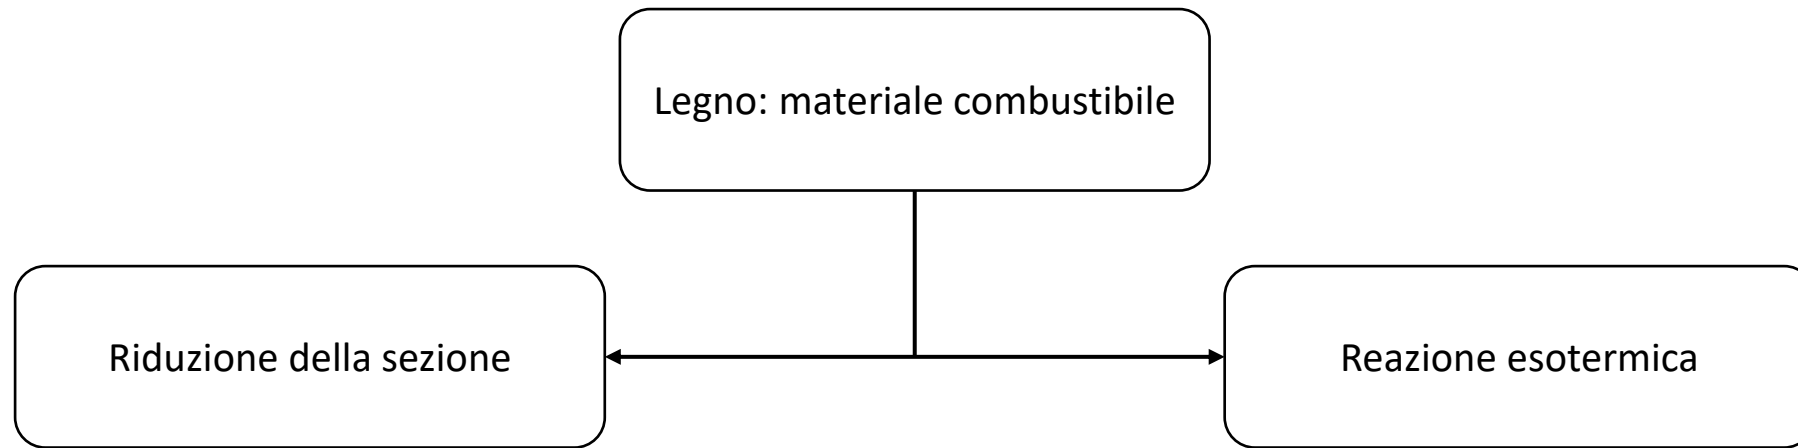 Legno: materiale combustibile
Riduzione della sezione
Reazione esotermica